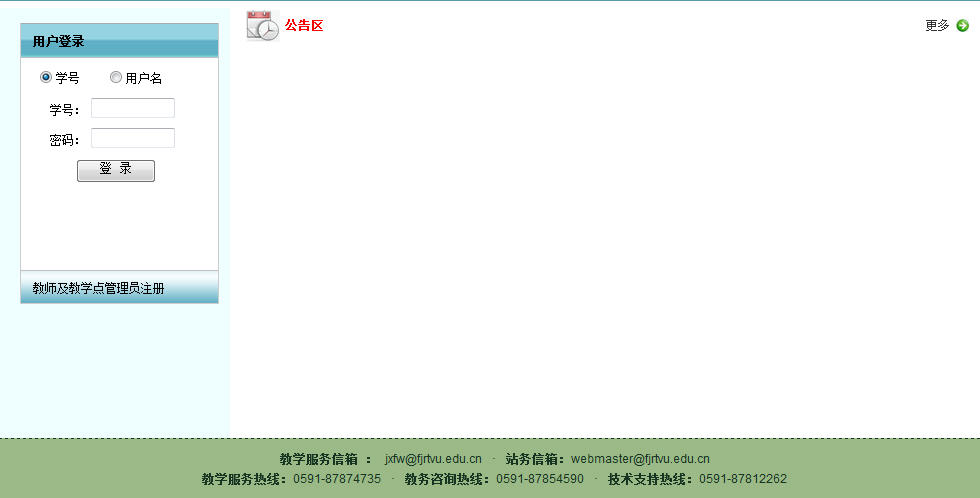 用户登录
学号 用户名
学号：
密码：
登 录
教师及教学点管理员注册
公告区
更多
教学服务信箱 ： jxfw@fjrtvu.edu.cn · 站务信箱：webmaster@fjrtvu.edu.cn
教学服务热线：0591-87874735 · 教务咨询热线：0591-87854590 · 技术支持热线：0591-87812262